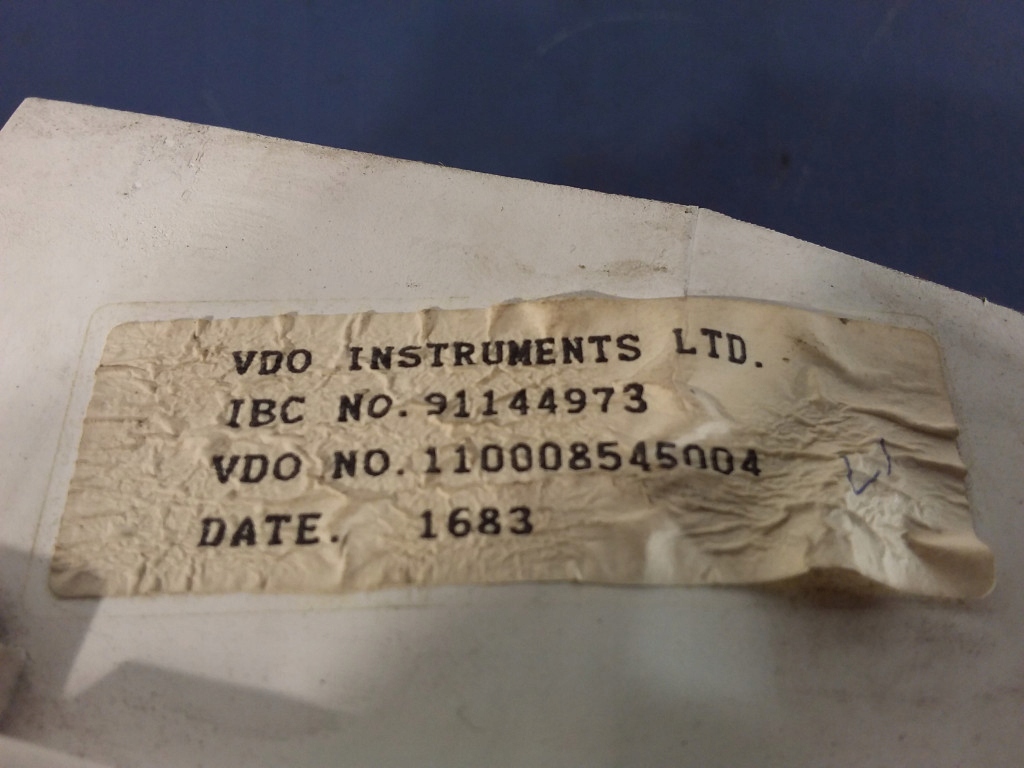 VDO INSTRUMENTS LTD.
IBC NO. 91144973
VDO NO. 110008545004
DATE. 1683